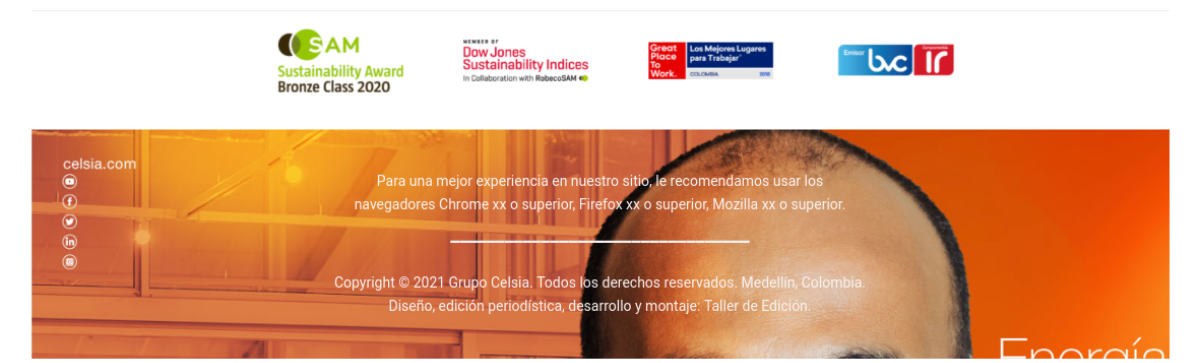 SAM
Sustainability Award
Bronze Class 2020
MEMBER OF
Dow Jones
Sustainability Indices
In Collaboration with RobecoSAM
Great
Place
To
Work.
Los Mejores Lugares
para Trabajar
COLOMBIA 2018
Emisor
bvc
ir
celsia.com
Para una mejor experiencia en nuestro sitio, le recomendamos usar los
navegadores Chrome xx o superior, Firefox xx o superior, Mozilla xx o superior.
Copyright © 2021 Grupo Celsia. Todos los derechos reservados. Medellín, Colombia.
Diseño, edición periodística, desarrollo y montaje: Taller de Edición.
Energía